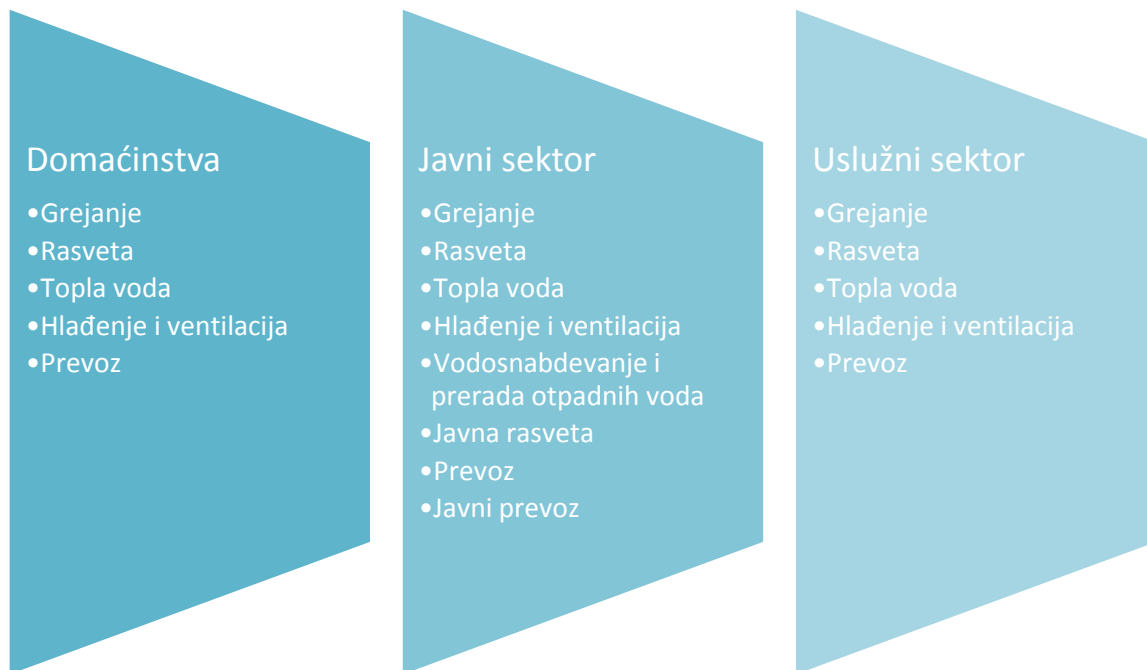 Domaćinstva
•Grejanje
•Rasveta
•Topla voda
•Hlađenje i ventilacija
•Prevoz
Javni sektor
•Grejanje
•Rasveta
•Topla voda
•Hlađenje i ventilacija
•Vodosnabdevanje i
prerada otpadnih voda
•Javna rasveta
•Prevoz
•Javni prevoz
Uslužni sektor
•Grejanje
•Rasveta
•Topla voda
•Hlađenje i ventilacija
•Prevoz